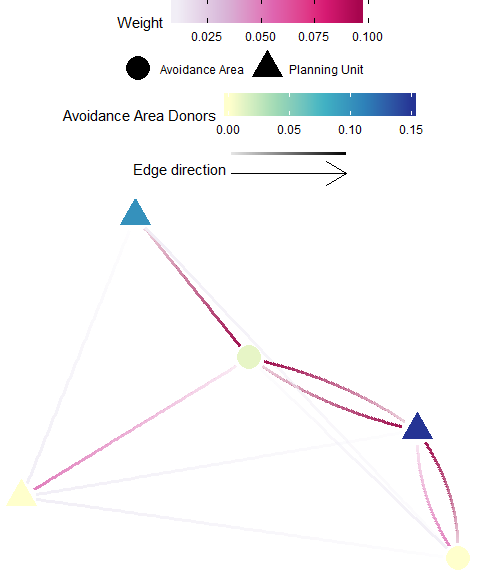 Weight
0.025 0.050 0.075 0.100
Avoidance Area Planning Unit
Avoidance Area Donors
0.00 0.05 0.10 0.15
Edge direction